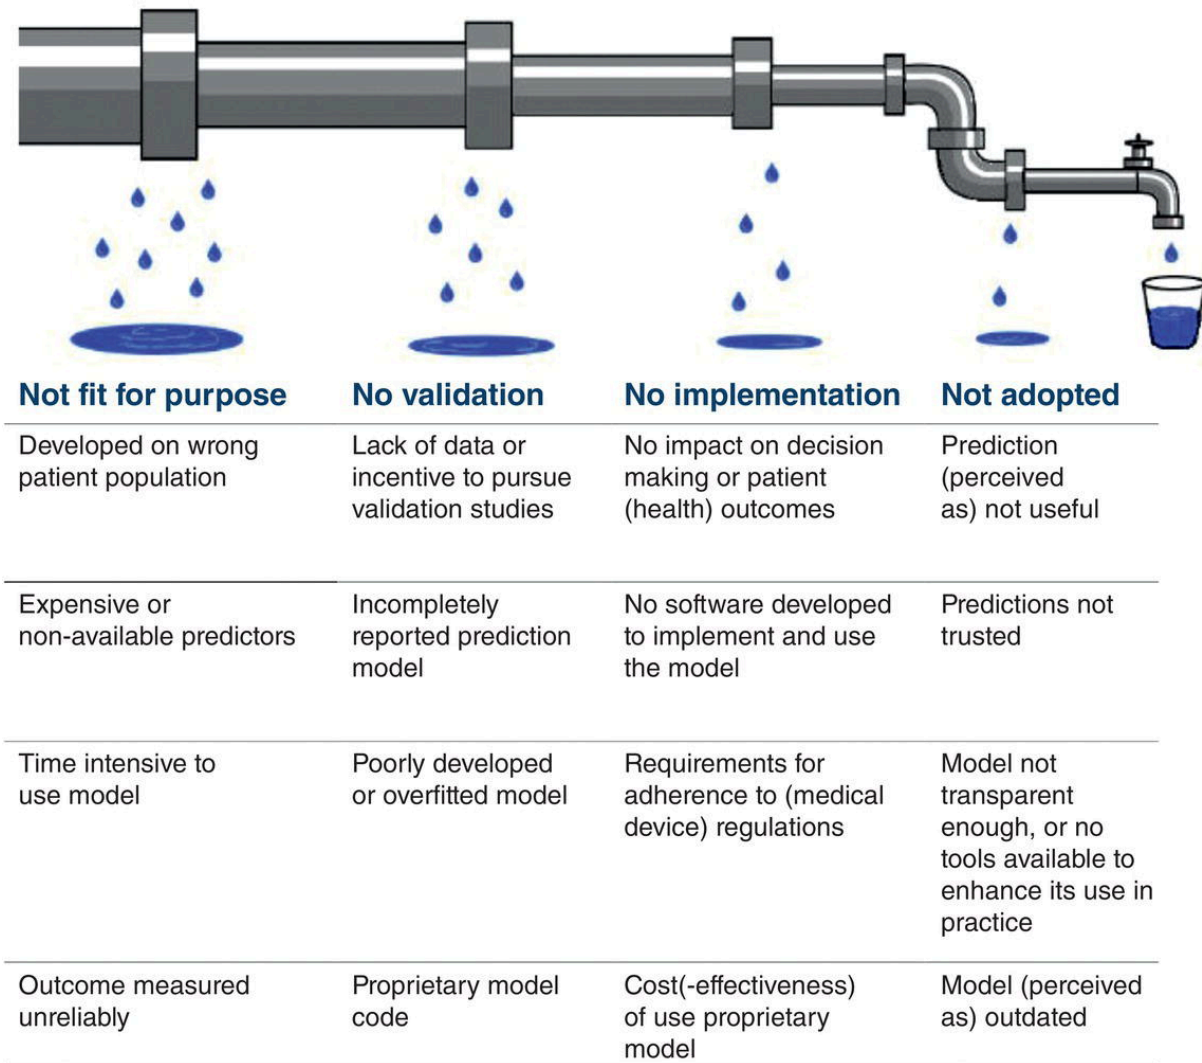 Not fit for purpose
No validation
No implementation
Not adopted
Developed on wrong
patient population
Lack of data or
incentive to pursue
validation studies
No impact on decision
making or patient
(health) outcomes
Prediction
(perceived
as) not useful
Expensive or
non-available predictors
Incompletely
reported prediction
model
No software developed
to implement and use
the model
Predictions not
trusted
Time intensive to
use model
Poorly developed
or overfitted model
Requirements for
adherence to (medical
device) regulations
Model not
transparent
enough, or no
tools available to
enhance its use in
practice
Outcome measured
unreliably
Proprietary model
code
Cost(-effectiveness)
of use proprietary
model
Model (perceived
as) outdated